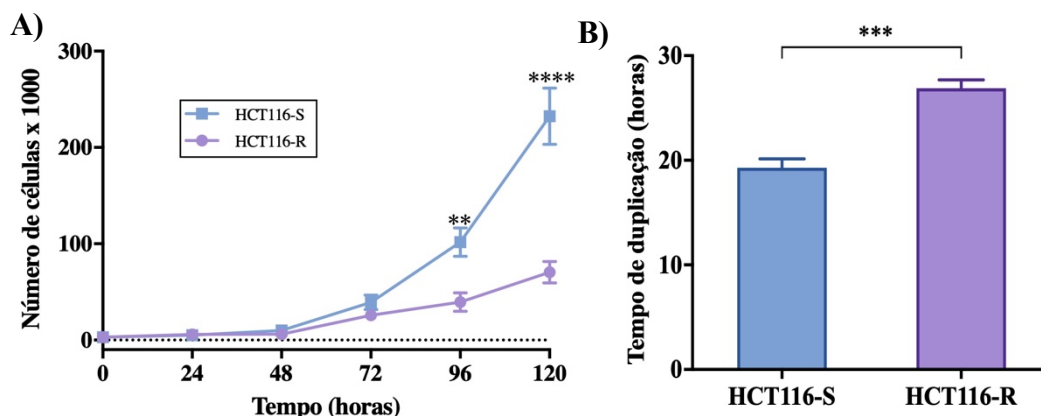 A)
Número de células x 1000
300
200
100
0
HCT116-S
HCT116-R
**
****
0 24 48 72 96 120
Tempo (horas)
B)
Tempo de duplicação (horas)
30
20
10
0
***
HCT116-S HCT116-R